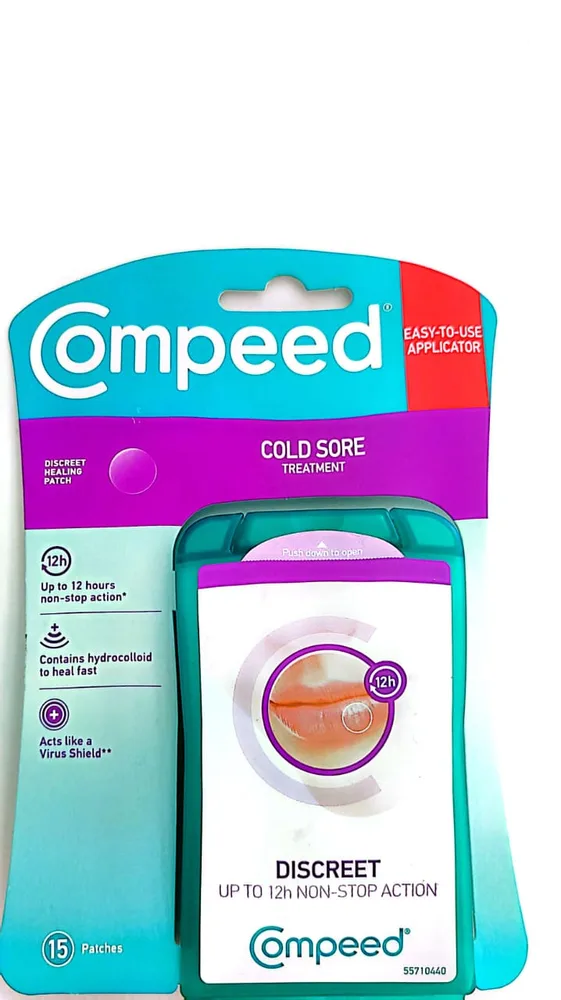 Compeed®
EASY-TO-USE
APPLICATOR
DISCREET
HEALING
PATCH
COLD SORE
TREATMENT
12h
Up to 12 hours
non-stop action*
Contains hydrocolloid
to heal fast
Acts like a
Virus Shield**
15 Patches
Push down to open
12h
DISCREET
UP TO 12h NON-STOP ACTION
Compeed®
55710440